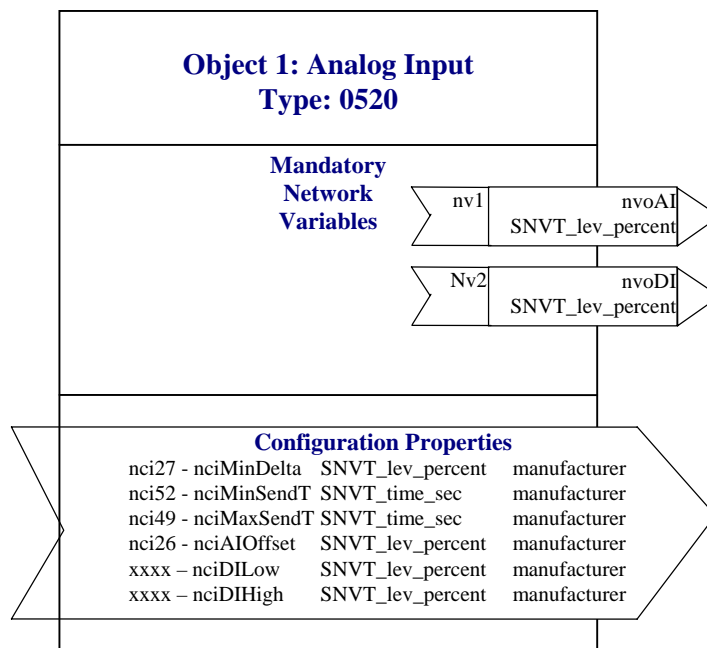 Object 1: Analog Input
Type: 0520
Mandatory
Network
Variables
nv1 nvoAI
SNVT_lev_percent
Nv2 nvoDI
SNVT_lev_percent
Configuration Properties
nci27 - nciMinDelta SNVT_lev_percent manufacturer
nci52 - nciMinSendT SNVT_time_sec manufacturer
nci49 - nciMaxSendT SNVT_time_sec manufacturer
nci26 - nciAIOffset SNVT_lev_percent manufacturer
xxxx – nciDILow SNVT_lev_percent manufacturer
xxxx – nciDIHigh SNVT_lev_percent manufacturer